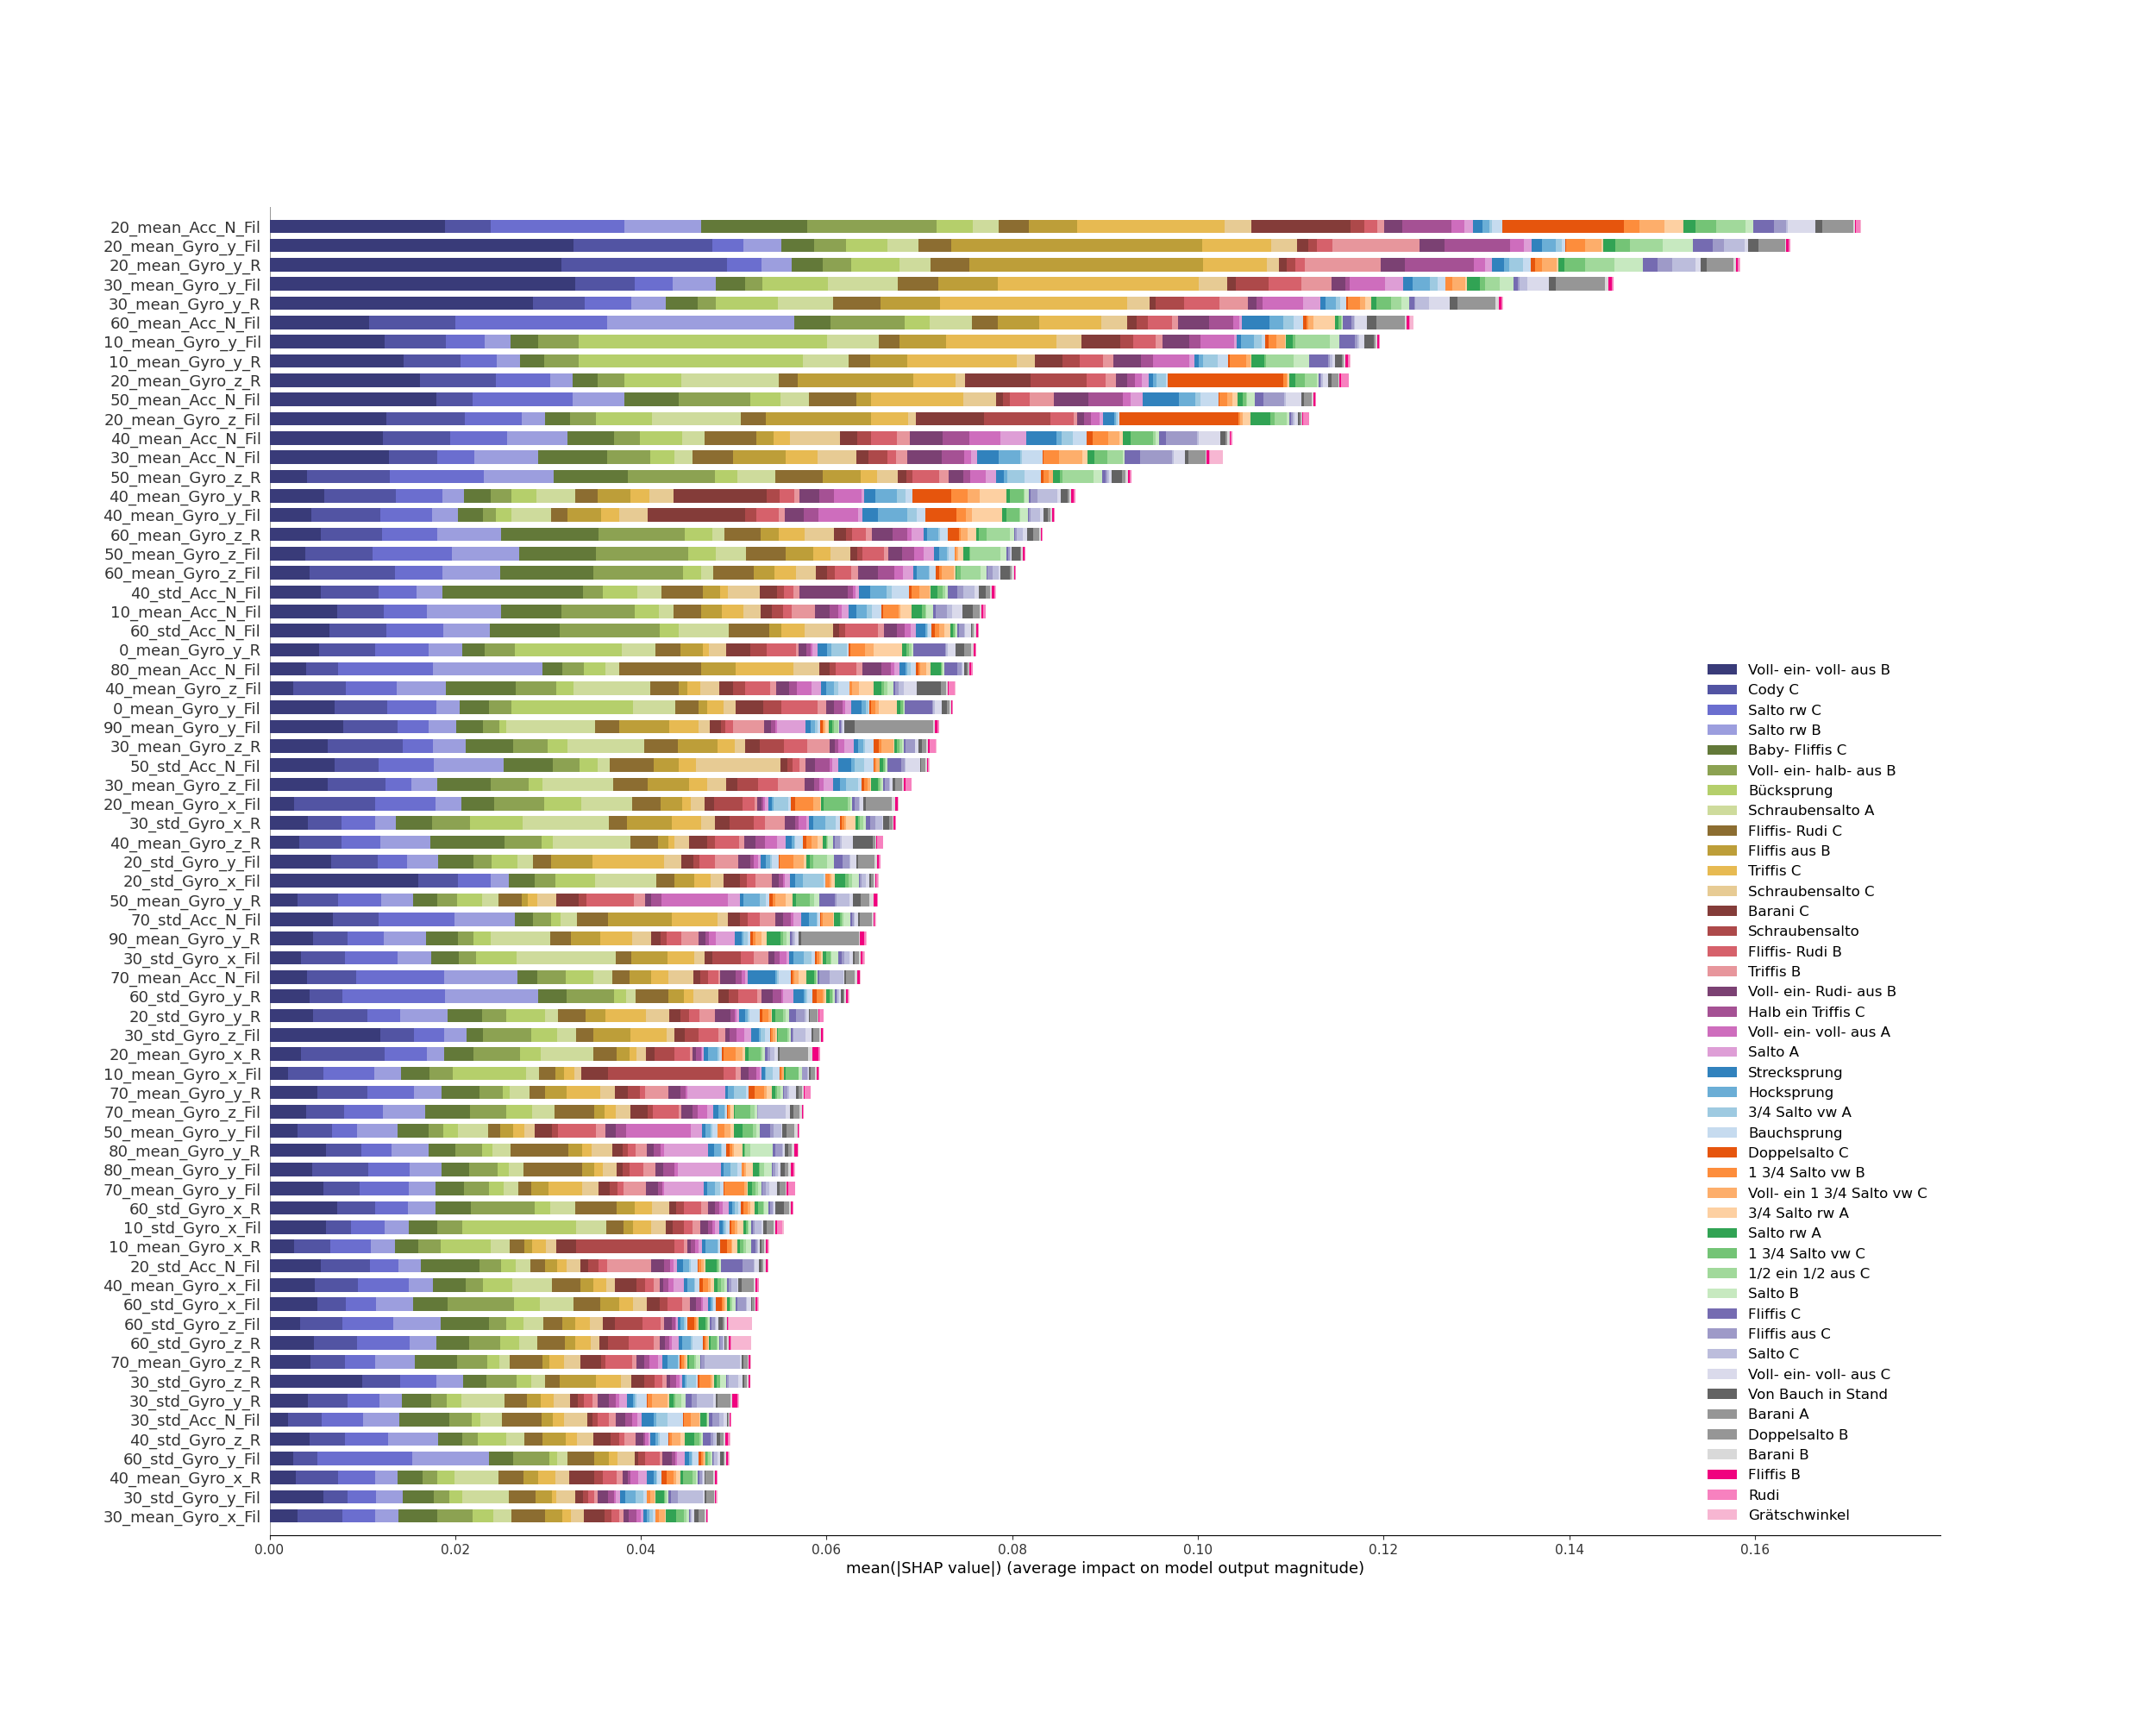 20_mean_Acc_N_Fil
20_mean_Gyro_y_Fil
20_mean_Gyro_y_R
30_mean_Gyro_y_Fil
30_mean_Gyro_y_R
60_mean_Acc_N_Fil
10_mean_Gyro_y_Fil
10_mean_Gyro_y_R
20_mean_Gyro_z_R
50_mean_Acc_N_Fil
20_mean_Gyro_z_Fil
40_mean_Acc_N_Fil
30_mean_Acc_N_Fil
50_mean_Gyro_z_R
40_mean_Gyro_y_R
40_mean_Gyro_y_Fil
60_mean_Gyro_z_R
50_mean_Gyro_z_Fil
60_mean_Gyro_z_Fil
40_std_Acc_N_Fil
10_mean_Acc_N_Fil
60_std_Acc_N_Fil
0_mean_Gyro_y_R
80_mean_Acc_N_Fil
40_mean_Gyro_z_Fil
0_mean_Gyro_y_Fil
90_mean_Gyro_y_Fil
30_mean_Gyro_z_R
50_std_Acc_N_Fil
30_mean_Gyro_z_Fil
20_mean_Gyro_x_Fil
30_std_Gyro_x_R
40_mean_Gyro_z_R
20_std_Gyro_y_Fil
20_std_Gyro_x_Fil
50_mean_Gyro_y_R
70_std_Acc_N_Fil
90_mean_Gyro_y_R
30_std_Gyro_x_Fil
70_mean_Acc_N_Fil
60_std_Gyro_y_R
20_std_Gyro_y_R
30_std_Gyro_z_Fil
20_mean_Gyro_x_R
10_mean_Gyro_x_Fil
70_mean_Gyro_y_R
70_mean_Gyro_z_Fil
50_mean_Gyro_y_Fil
80_mean_Gyro_y_R
80_mean_Gyro_y_Fil
70_mean_Gyro_y_Fil
60_std_Gyro_x_R
10_std_Gyro_x_Fil
10_mean_Gyro_x_R
20_std_Acc_N_Fil
40_mean_Gyro_x_Fil
60_std_Gyro_x_Fil
60_std_Gyro_z_Fil
60_std_Gyro_z_R
70_mean_Gyro_z_R
30_std_Gyro_z_R
30_std_Gyro_y_R
30_std_Acc_N_Fil
40_std_Gyro_z_R
60_std_Gyro_y_Fil
40_mean_Gyro_x_R
30_std_Gyro_y_Fil
30_mean_Gyro_x_Fil
Voll- ein- voll- aus B
Cody C
Salto rw C
Salto rw B
Baby- Fliffis C
Voll- ein- halb- aus B
Bücksprung
Schraubensalto A
Fliffis- Rudi C
Fliffis aus B
Triffis C
Schraubensalto C
Barani C
Schraubensalto
Fliffis- Rudi B
Triffis B
Voll- ein- Rudi- aus B
Halb ein Triffis C
Voll- ein- voll- aus A
Salto A
Strecksprung
Hocksprung
3/4 Salto vw A
Bauchsprung
Doppelsalto C
1 3/4 Salto vw B
Voll- ein 1 3/4 Salto vw C
3/4 Salto rw A
Salto rw A
1 3/4 Salto vw C
1/2 ein 1/2 aus C
Salto B
Fliffis C
Fliffis aus C
Salto C
Voll- ein- voll- aus C
Von Bauch in Stand
Barani A
Doppelsalto B
Barani B
Fliffis B
Rudi
Grätschwinkel
0.00 0.02 0.04 0.06 0.08 0.10 0.12 0.14 0.16
mean(|SHAP value|) (average impact on model output magnitude)